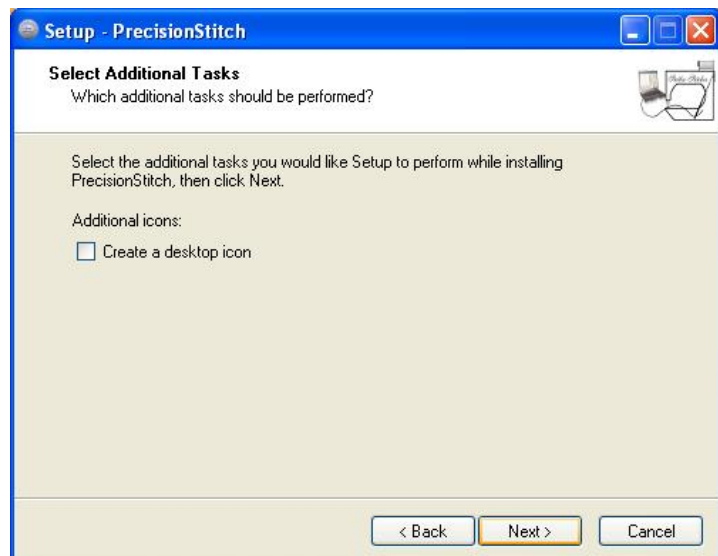 Setup - PrecisionStitch
Select Additional Tasks
Which additional tasks should be performed?
Select the additional tasks you would like Setup to perform while installing
PrecisionStitch, then click Next.
Additional icons:
Create a desktop icon
< Back
Next >
Cancel